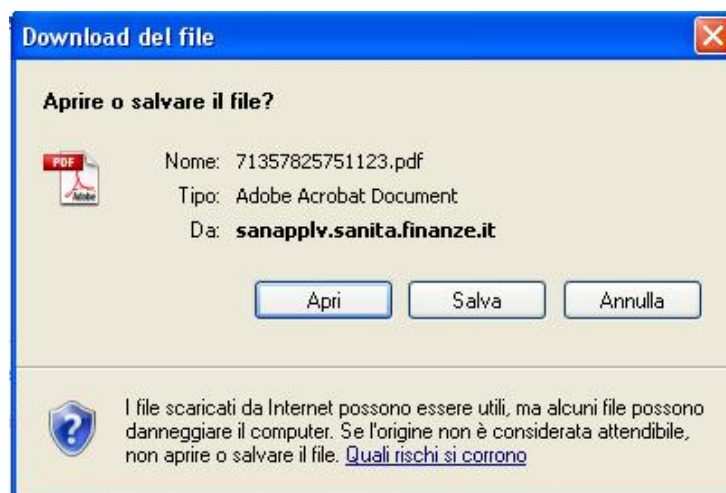 Download del file
Aprire o salvare il file?
PDF
Adobe
Nome: 71357825751123.pdf
Tipo: Adobe Acrobat Document
Da: sanapplv.sanita.finanze.it
Apri
Salva
Annulla
I file scaricati da Internet possono essere utili, ma alcuni file possono
danneggiare il computer. Se l'origine non è considerata attendibile,
non aprire o salvare il file. Quali rischi si corrono